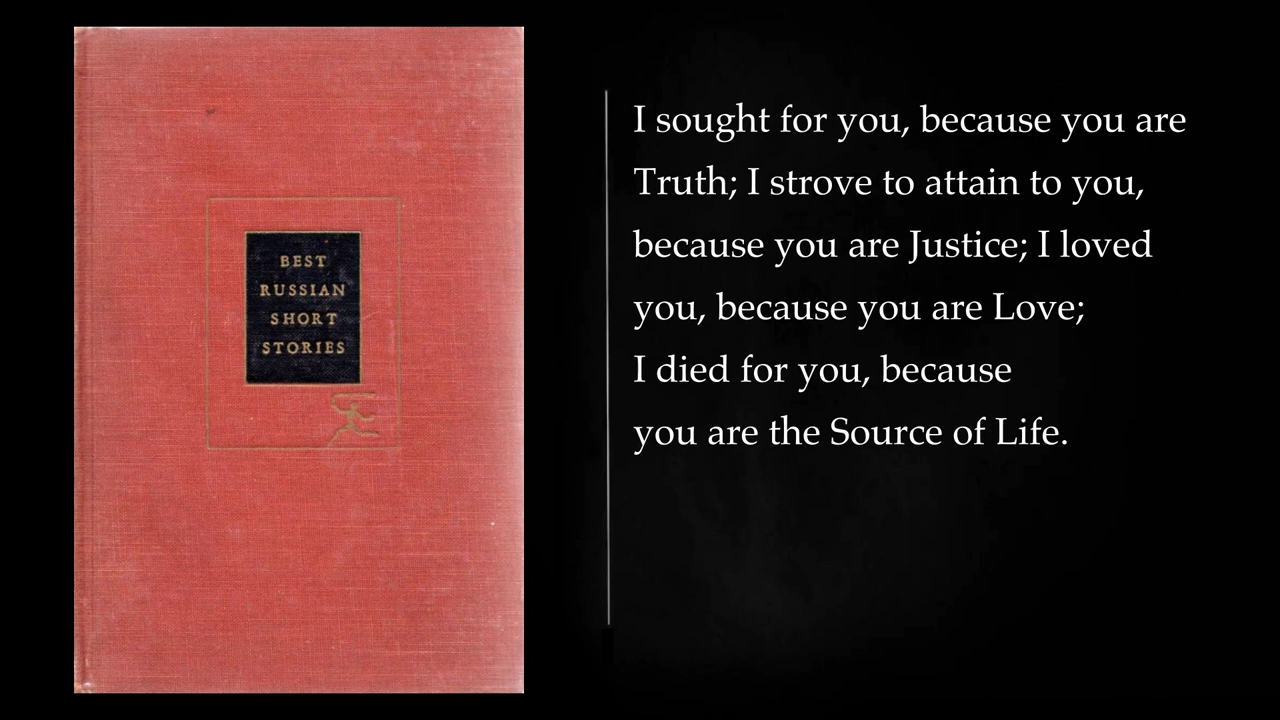 BEST
RUSSIAN
SHORT
STORIES
I sought for you, because you are
Truth; I strove to attain to you,
because you are Justice; I loved
you, because you are Love;
I died for you, because
you are the Source of Life.